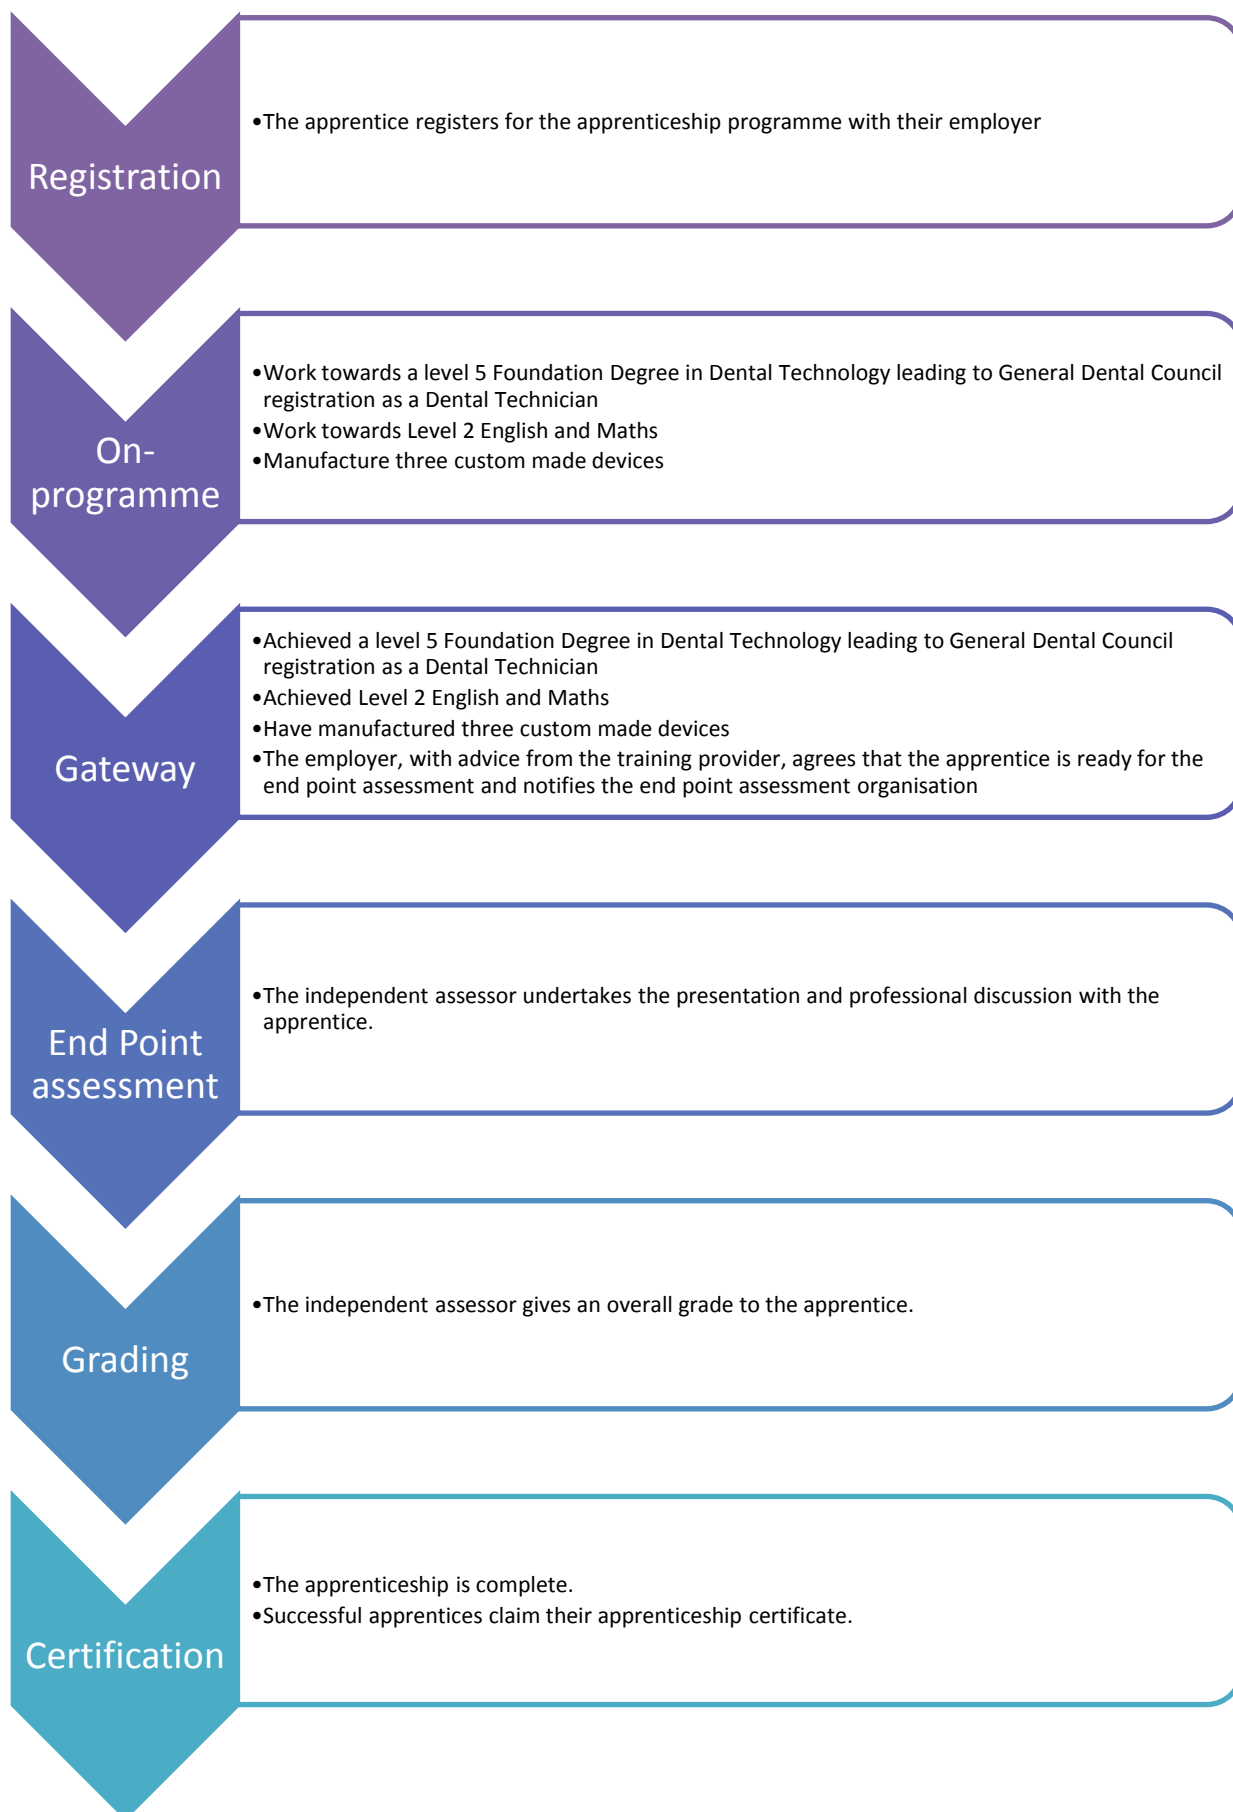 Registration
•The apprentice registers for the apprenticeship programme with their employer
On-
programme
•Work towards a level 5 Foundation Degree in Dental Technology leading to General Dental Council
registration as a Dental Technician
•Work towards Level 2 English and Maths
•Manufacture three custom made devices
Gateway
•Achieved a level 5 Foundation Degree in Dental Technology leading to General Dental Council
registration as a Dental Technician
•Achieved Level 2 English and Maths
•Have manufactured three custom made devices
•The employer, with advice from the training provider, agrees that the apprentice is ready for the
end point assessment and notifies the end point assessment organisation
End Point
assessment
•The independent assessor undertakes the presentation and professional discussion with the
apprentice.
Grading
•The independent assessor gives an overall grade to the apprentice.
Certification
•The apprenticeship is complete.
•Successful apprentices claim their apprenticeship certificate.